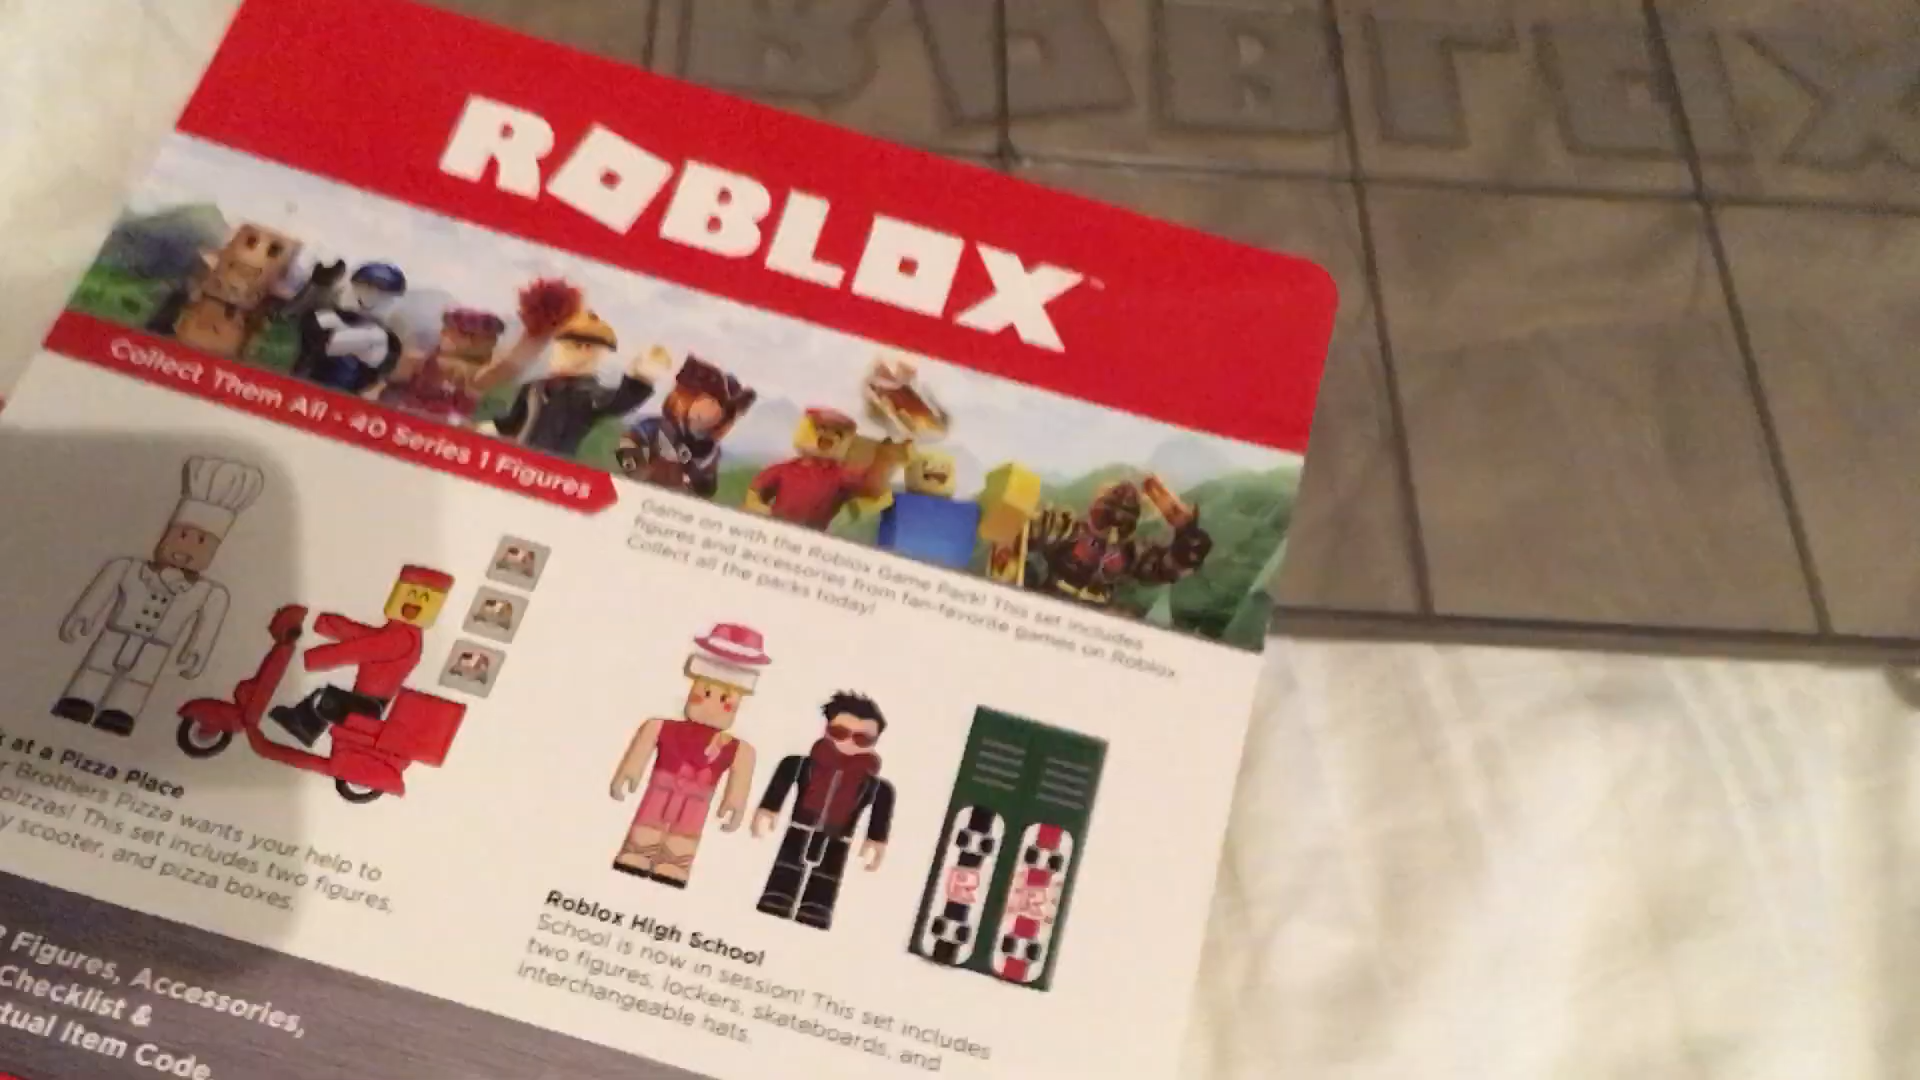 ROBLOX
ROBLOX™
Collect Them All - 40 Series 1 Figures
Game on with the Roblox Game Pack! This set includes
figures and accessories from fan-favorite games on Roblox.
Collect all the packs today!
at a Pizza Place
Brothers Pizza wants your help to
pizzas! This set includes two figures,
scooter, and pizza boxes.
Roblox High School
School is now in session! This set includes
two figures, lockers, skateboards, and
interchangeable hats.
Figures, Accessories,
Checklist &
Item Code